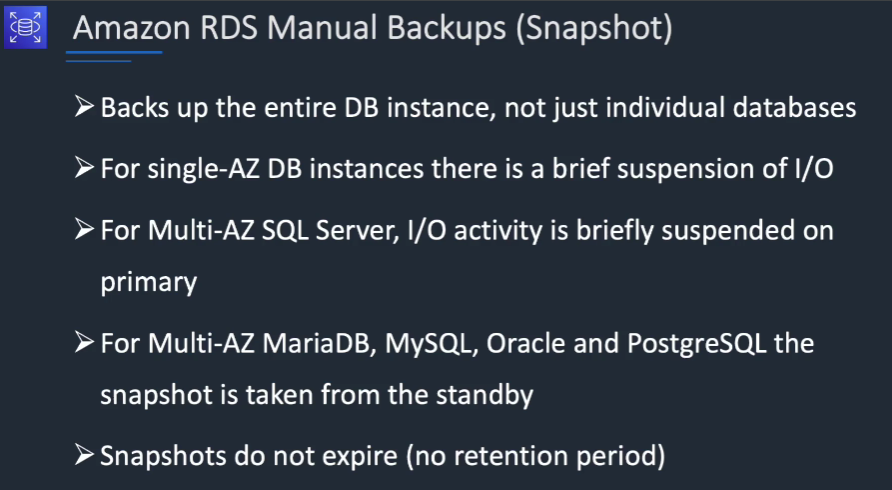 Amazon RDS Manual Backups (Snapshot)
➢ Backs up the entire DB instance, not just individual databases
➢ For single-AZ DB instances there is a brief suspension of I/O
➢ For Multi-AZ SQL Server, I/O activity is briefly suspended on
primary
➢ For Multi-AZ MariaDB, MySQL, Oracle and PostgreSQL the
snapshot is taken from the standby
➢ Snapshots do not expire (no retention period)